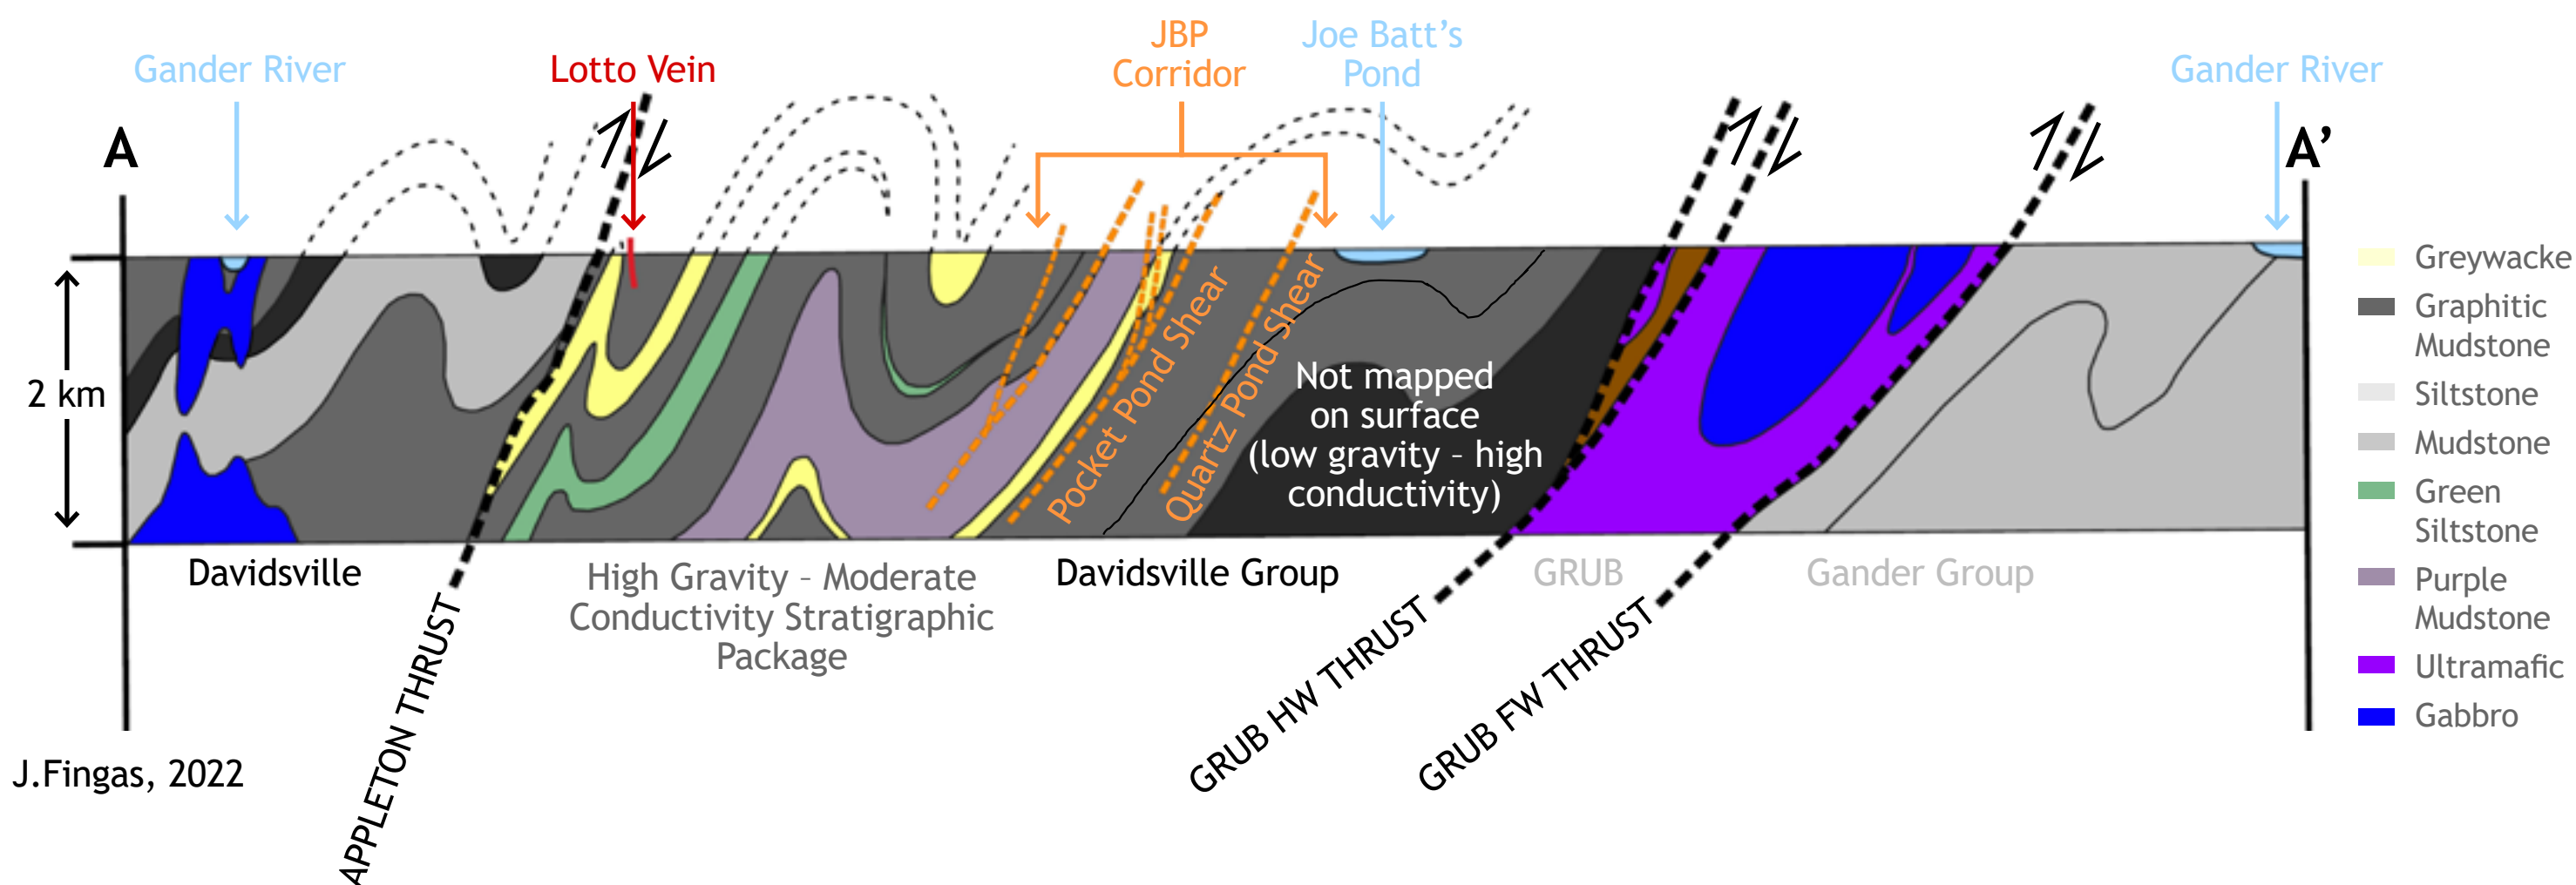 JBP
Corridor
Joe Batt's
Pond
Gander River
Lotto Vein
Gander River
A
A'
2 km
Pocket Pond Shear
Quartz Pond Shear
Not mapped
on surface
(low gravity - high
conductivity)
Davidsville
High Gravity - Moderate
Conductivity Stratigraphic
Package
Davidsville Group
GRUB
Gander Group
APPLETON THRUST
GRUB HW THRUST
GRUB FW THRUST
J.Fingas, 2022
Greywacke
Graphitic
Mudstone
Siltstone
Mudstone
Green
Siltstone
Purple
Mudstone
Ultramafic
Gabbro